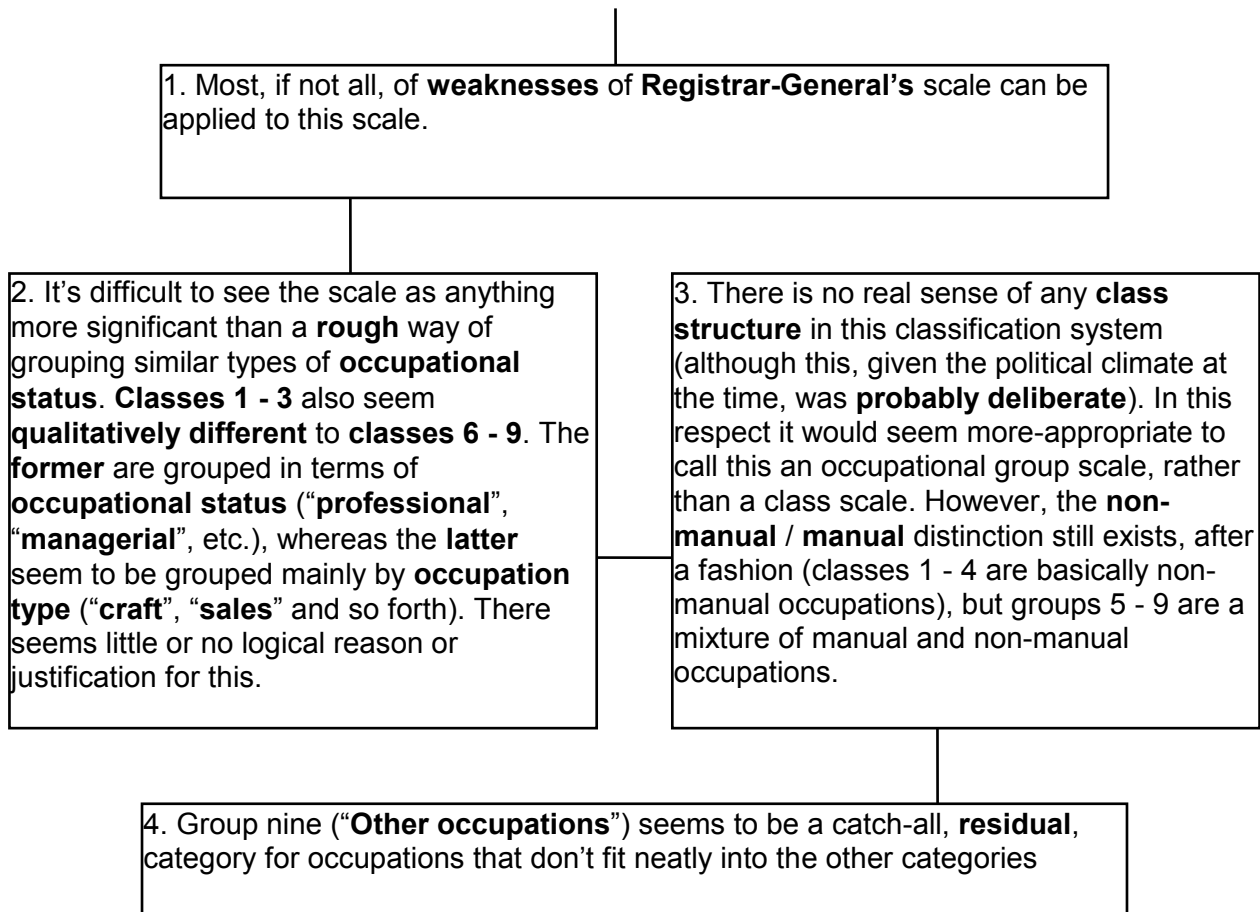 1. Most, if not all, of weaknesses of Registrar-General's scale can be
applied to this scale.
2. It's difficult to see the scale as anything
more significant than a rough way of
grouping similar types of occupational
status. Classes 1 - 3 also seem
qualitatively different to classes 6 - 9. The
former are grouped in terms of
occupational status (“professional”,
“managerial”, etc.), whereas the latter
seem to be grouped mainly by occupation
type (“craft”, “sales” and so forth). There
seems little or no logical reason or
justification for this.
3. There is no real sense of any class
structure in this classification system
(although this, given the political climate at
the time, was probably deliberate). In this
respect it would seem more-appropriate to
call this an occupational group scale, rather
than a class scale. However, the non-
manual / manual distinction still exists, after
a fashion (classes 1 - 4 are basically non-
manual occupations), but groups 5 - 9 are a
mixture of manual and non-manual
occupations.
4. Group nine (“Other occupations”) seems to be a catch-all, residual,
category for occupations that don't fit neatly into the other categories